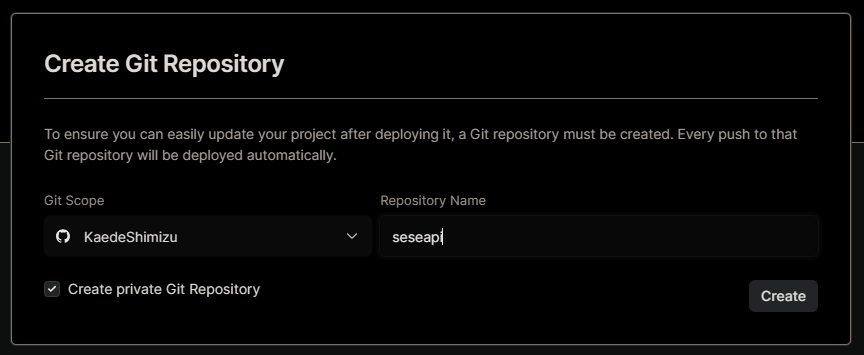 Create Git Repository
To ensure you can easily update your project after deploying it, a Git repository must be created. Every push to that
Git repository will be deployed automatically.
Git Scope
Repository Name
KaedeShimizu
seseapi
Create private Git Repository
Create